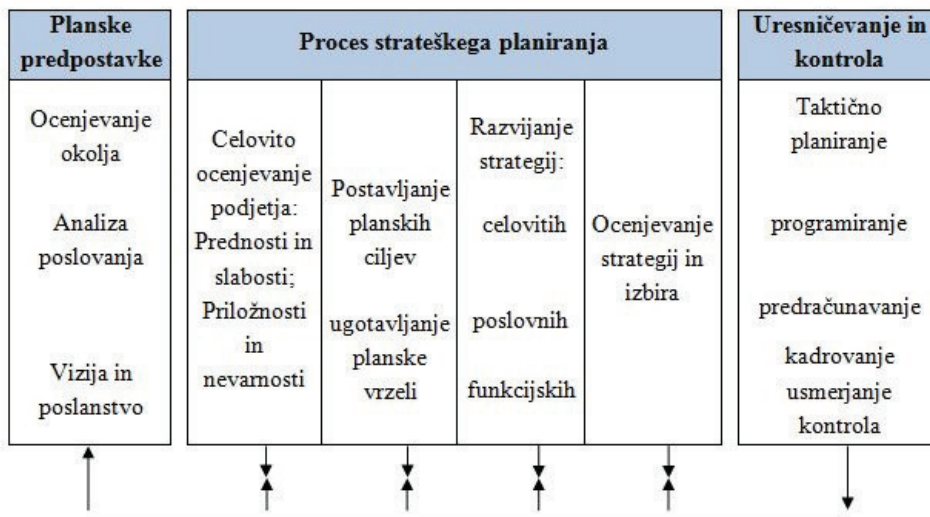 Planske
predpostavke
Ocenjevanje
okolja
Analiza
poslovanja
Vizija in
poslanstvo
Proces strateškega planiranja
Celovito
ocenjevanje
podjetja:
Prednosti in
slabosti;
Priložnosti
in
nevarnosti
Postavljanje
planskih
ciljev
ugotavljanje
planske
vrzeli
Razvijanje
strategij:
celovitih
poslovnih
funkcijskih
Ocenjevanje
strategij in
izbira
Uresničevanje in
kontrola
Taktično
planiranje
programiranje
predračunavanje
kadrovanje
usmerjanje
kontrola